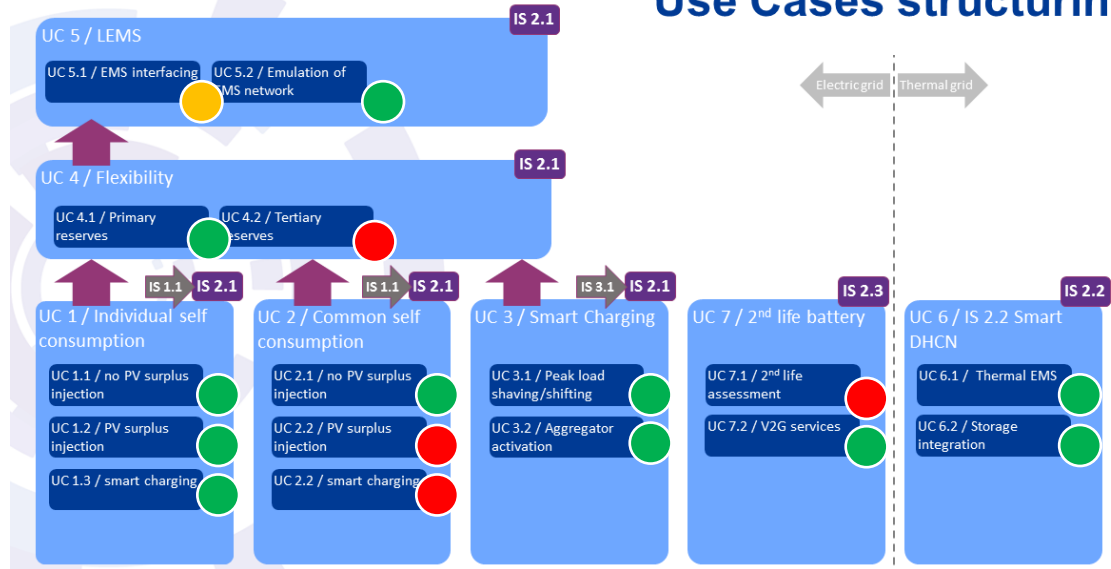 Use Cases structurin
IS 2.1
UC 5 / LEMS
UC 5.1 / EMS interfacing
UC 5.2 / Emulation of
EMS network
Electric grid
Thermal grid
IS 2.1
UC 4 / Flexibility
UC 4.1 / Primary
reserves
UC 4.2 / Tertiary
reserves
IS 1.1
IS 2.1
UC 1 / Individual self
consumption
UC 1.1 / no PV surplus
injection
UC 1.2 / PV surplus
injection
UC 1.3 / smart charging
IS 1.1
IS 2.1
UC 2 / Common self
consumption
UC 2.1 / no PV surplus
injection
UC 2.2 / PV surplus
injection
UC 2.2 / smart charging
IS 3.1
IS 2.1
UC 3 / Smart Charging
UC 3.1 / Peak load
shaving/shifting
UC 3.2 / Aggregator
activation
IS 2.3
UC 7 / 2nd life battery
UC 7.1 / 2nd life
assessment
UC 7.2 / V2G services
IS 2.2
UC 6 / IS 2.2 Smart
DHCN
UC 6.1 / Thermal EMS
UC 6.2 / Storage
integration